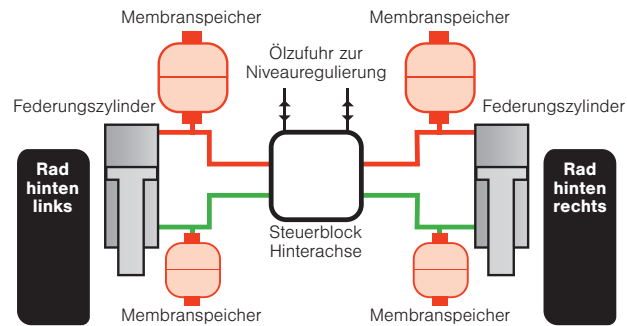 Membranspeicher
Membranspeicher
Ölzufuhr zur
Niveauregulierung
Federungszylinder
Federungszylinder
Rad
hinten
links
Rad
hinten
rechts
Steuerblock
Hinterachse
Membranspeicher
Membranspeicher